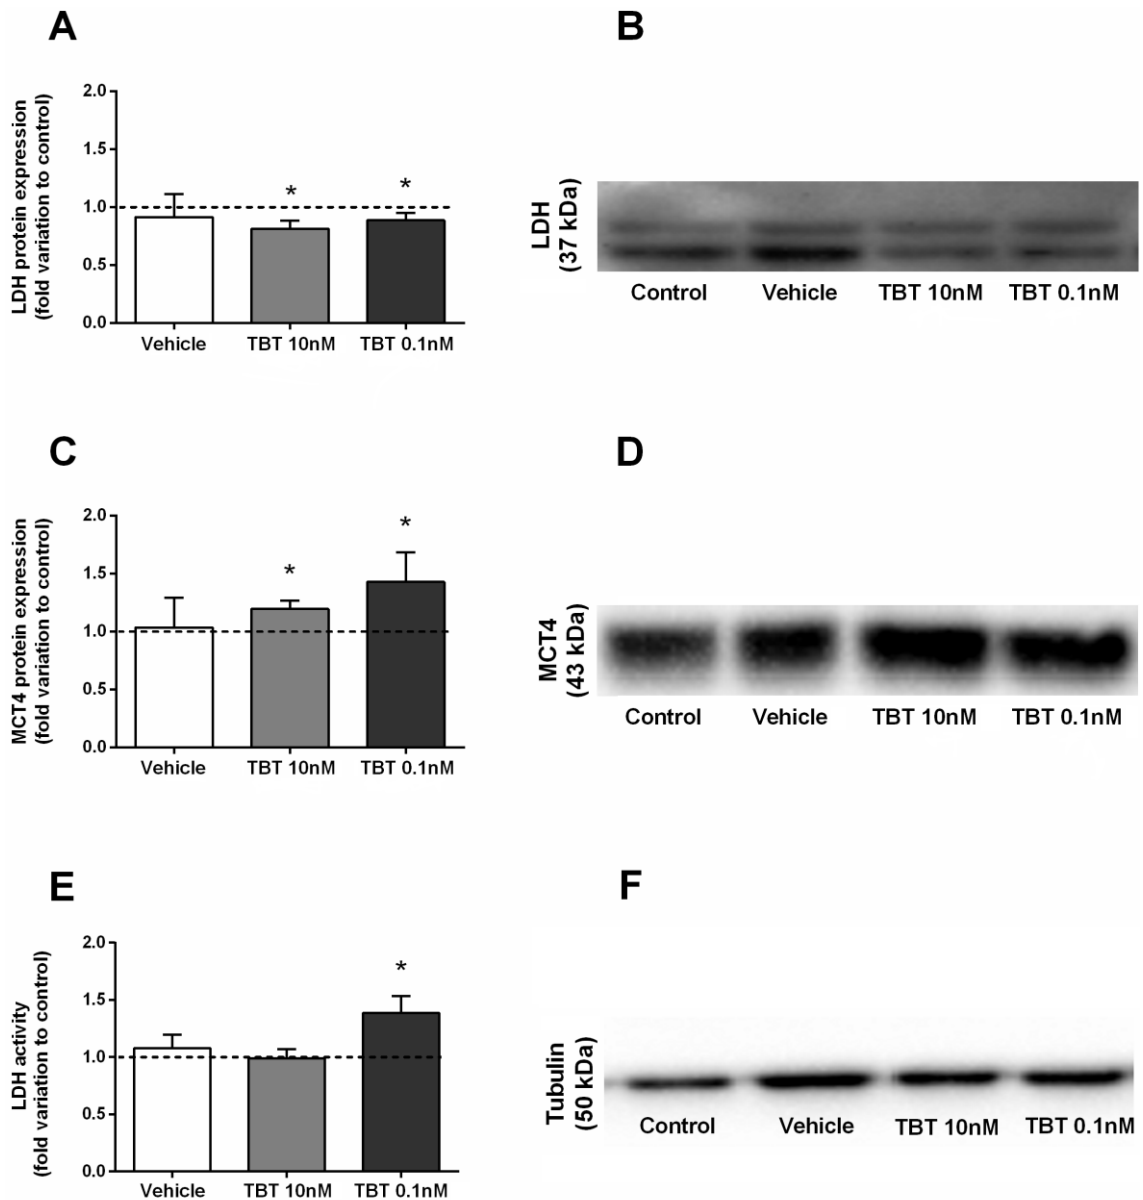 A
B
LDH protein expression
(fold variation to control)
2.0
1.5
1.0
0.5
0.0
*
*
Vehicle
TBT 10nM
TBT 0.1nM
LDH
(37 kDa)
Control
Vehicle
TBT 10nM
TBT 0.1nM
C
D
MCT4 protein expression
(fold variation to control)
2.0
1.5
1.0
0.5
0.0
*
*
Vehicle
TBT 10nM
TBT 0.1nM
MCT4
(43 kDa)
Control
Vehicle
TBT 10nM
TBT 0.1nM
E
F
LDH activity
(fold variation to control)
2.0
1.5
1.0
0.5
0.0
*
Vehicle
TBT 10nM
TBT 0.1nM
Tubulin
(50 kDa)
Control
Vehicle
TBT 10nM
TBT 0.1nM